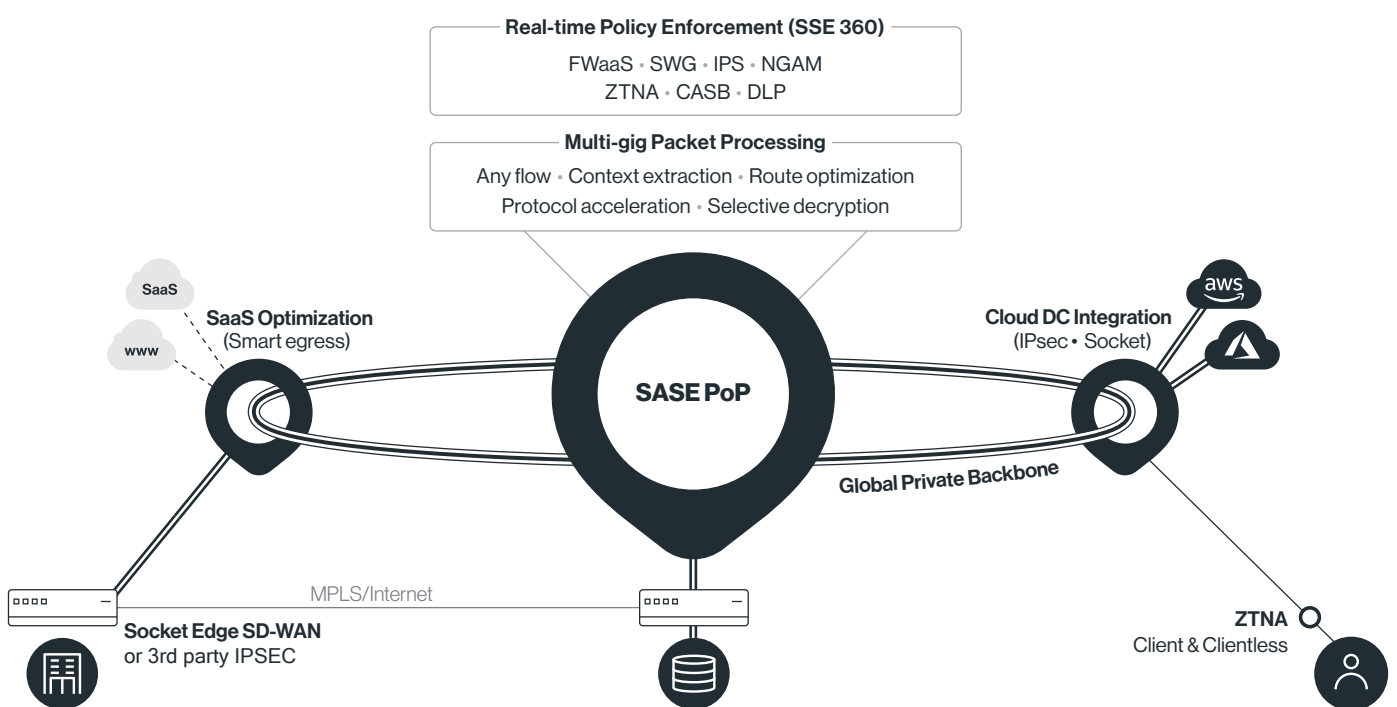 Real-time Policy Enforcement (SSE 360)
FWaaS • SWG • IPS • NGAM
ZTNA • CASB • DLP
Multi-gig Packet Processing
Any flow • Context extraction • Route optimization
Protocol acceleration • Selective decryption
SaaS
www
SaaS Optimization
(Smart egress)
SASE PoP
Cloud DC Integration
(IPsec • Socket)
aws
Global Private Backbone
MPLS/Internet
Socket Edge SD-WAN
or 3rd party IPSEC
ZTNA
Client & Clientless